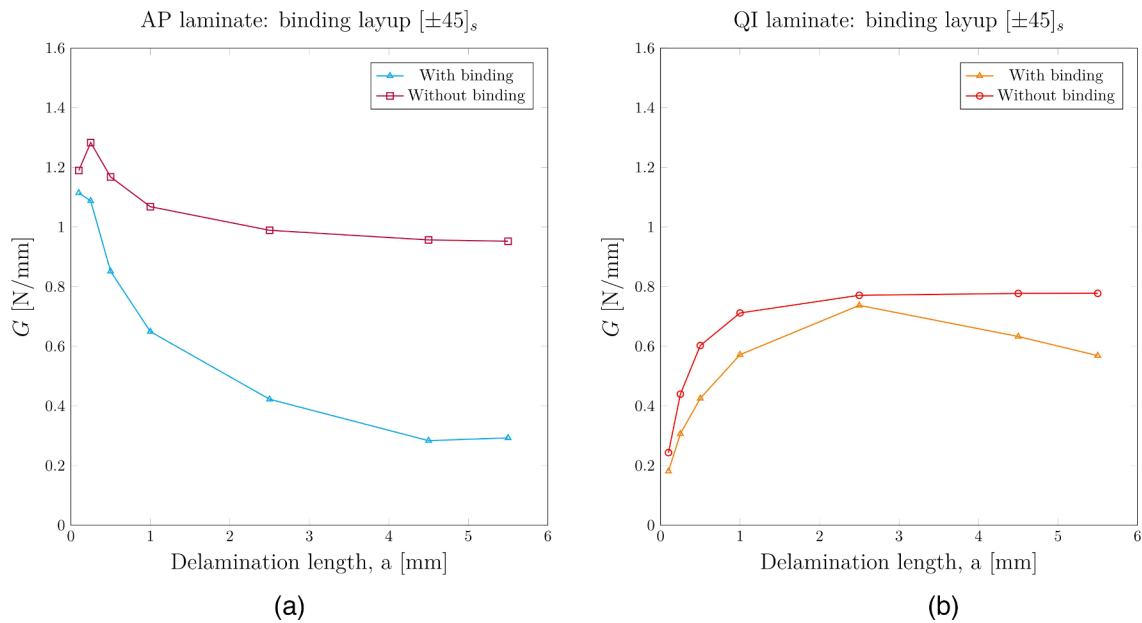 AP laminate: binding layup [±45]s
1.6
1.4
1.2
1
0.8
0.6
0.4
0.2
0
G [N/mm]
With binding
Without binding
0 1 2 3 4 5 6
Delamination length, a [mm]
(a)
QI laminate: binding layup [±45]s
1.6
1.4
1.2
1
0.8
0.6
0.4
0.2
0
G [N/mm]
With binding
Without binding
0 1 2 3 4 5 6
Delamination length, a [mm]
(b)